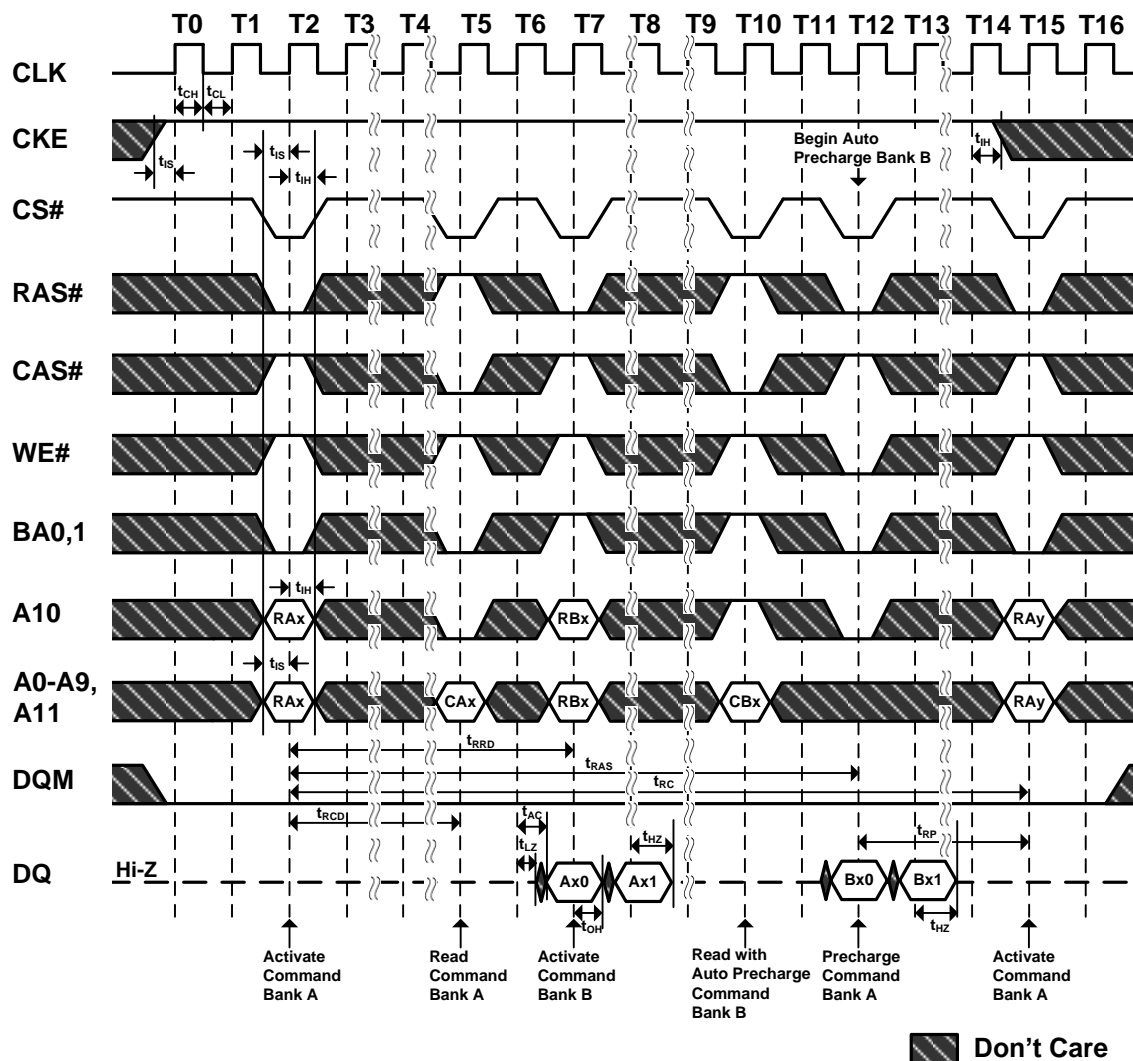 T0 T1 T2 T3 T4 T5 T6 T7 T8 T9 T10 T11 T12 T13 T14 T15 T16
CLK
tCH tCL
CKE
tIS
tIS
tIH
Begin Auto
Precharge Bank B
tIH
CS#
RAS#
CAS#
WE#
BA0,1
tIH
A10
RAx RBx RAy
tIS
A0-A9,
A11
RAx CAx RBx CBx RAy
tRRD
tRAS
DQM
tRC
tRCD
tAC
tLZ
tHZ
tRP
DQ
Hi-Z
Ax0 Ax1 Bx0 Bx1
tOH
tHZ
Activate
Command
Bank A
Read
Command
Bank A
Activate
Command
Bank B
Read with
Auto Precharge
Command
Bank B
Precharge
Command
Bank A
Activate
Command
Bank A
Don't Care